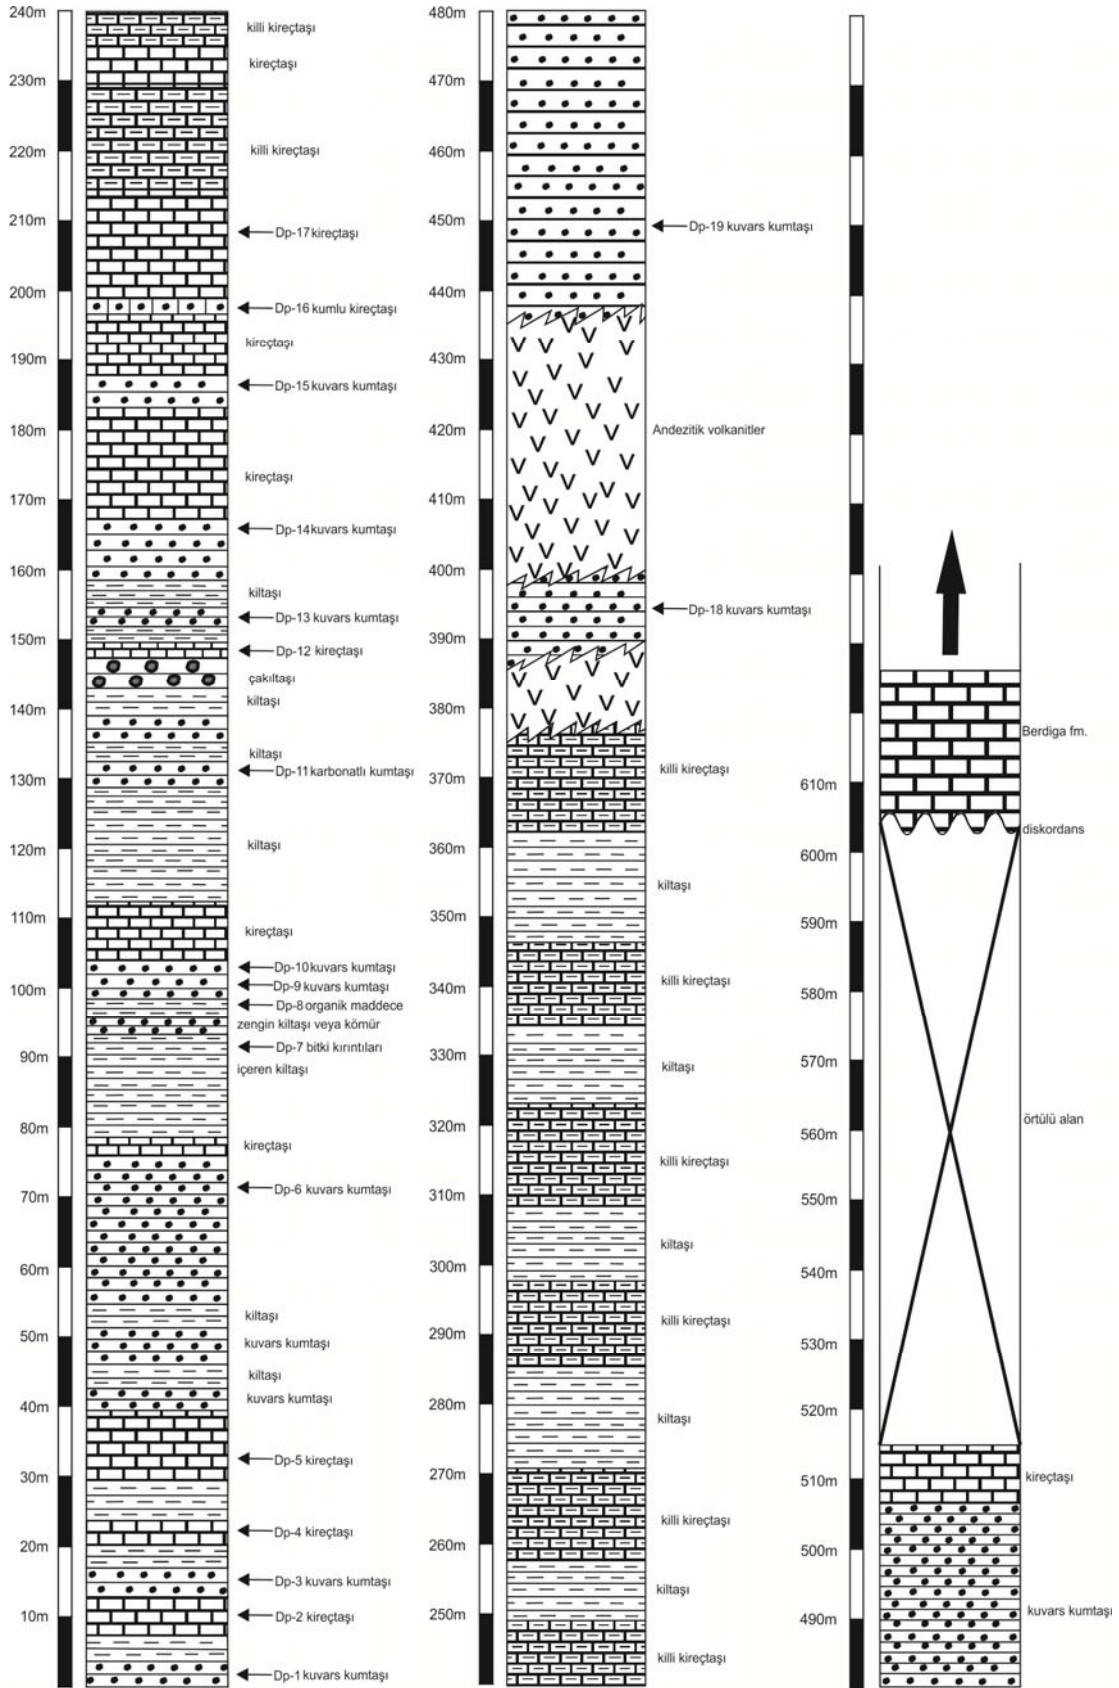 240m
killi kireçtaşı
kireçtaşı
230m
220m
killi kireçtaşı
210m
Dp-17 kireçtaşı
200m
Dp-16 kumlu kireçtaşı
kireçtaşı
190m
Dp-15 kuvars kumtaşı
180m
kireçtaşı
170m
Dp-14 kuvars kumtaşı
160m
kiltaşı
Dp-13 kuvars kumtaşı
150m
Dp-12 kireçtaşı
çakıltaşı
kiltaşı
140m
kiltaşı
Dp-11 karbonatlı kumtaşı
130m
kiltaşı
120m
110m
kireçtaşı
Dp-10 kuvars kumtaşı
Dp-9 kuvars kumtaşı
100m
Dp-8 organik maddece
zengin kiltaşı veya kömür
Dp-7 bitki kırıntıları
90m
içeren kiltaşı
80m
kireçtaşı
Dp-6 kuvars kumtaşı
70m
60m
kiltaşı
50m
kuvars kumtaşı
kiltaşı
kuvars kumtaşı
40m
Dp-5 kireçtaşı
30m
Dp-4 kireçtaşı
20m
Dp-3 kuvars kumtaşı
10m
Dp-2 kireçtaşı
Dp-1 kuvars kumtaşı
480m
470m
460m
450m
Dp-19 kuvars kumtaşı
440m
430m
420m
Andezitik volkanitler
410m
400m
Dp-18 kuvars kumtaşı
390m
380m
370m
killi kireçtaşı
360m
kiltaşı
350m
340m
killi kireçtaşı
330m
kiltaşı
320m
killi kireçtaşı
310m
kiltaşı
300m
290m
killi kireçtaşı
280m
kiltaşı
270m
killi kireçtaşı
260m
kiltaşı
250m
killi kireçtaşı
Berdiga fm.
610m
diskordans
600m
590m
580m
570m
örtülü alan
560m
550m
540m
530m
520m
510m
kireçtaşı
500m
490m
kuvars kumtaşı